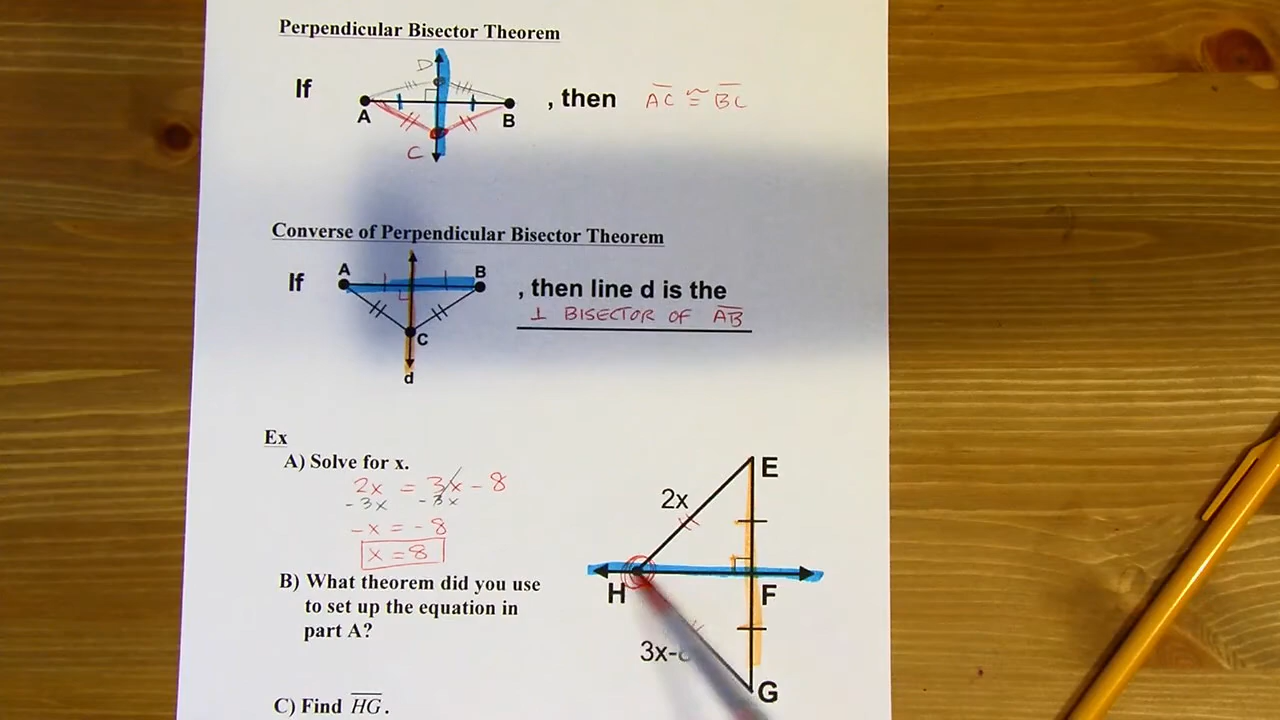 Perpendicular Bisector Theorem
If
D
A
B
C
, then AC ≅ BC
Converse of Perpendicular Bisector Theorem
If
A
B
C
d
, then line d is the
⊥ BISECTOR OF AB
Ex
A) Solve for x.
2x = 3x - 8
-3x -3x
-x = -8
x = 8
B) What theorem did you use
to set up the equation in
part A?
E
2x
H
F
3x-
G
C) Find HG.